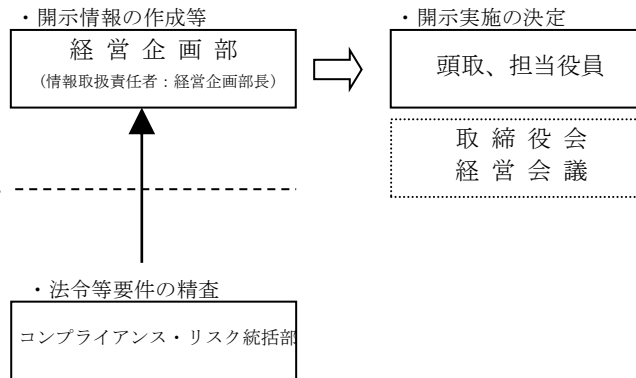 ・開示情報の作成等
経営企画部
(情報取扱責任者：経営企画部長)
・開示実施の決定
頭取、担当役員
取締役会
経営会議
・法令等要件の精査
コンプライアンス・リスク統括部